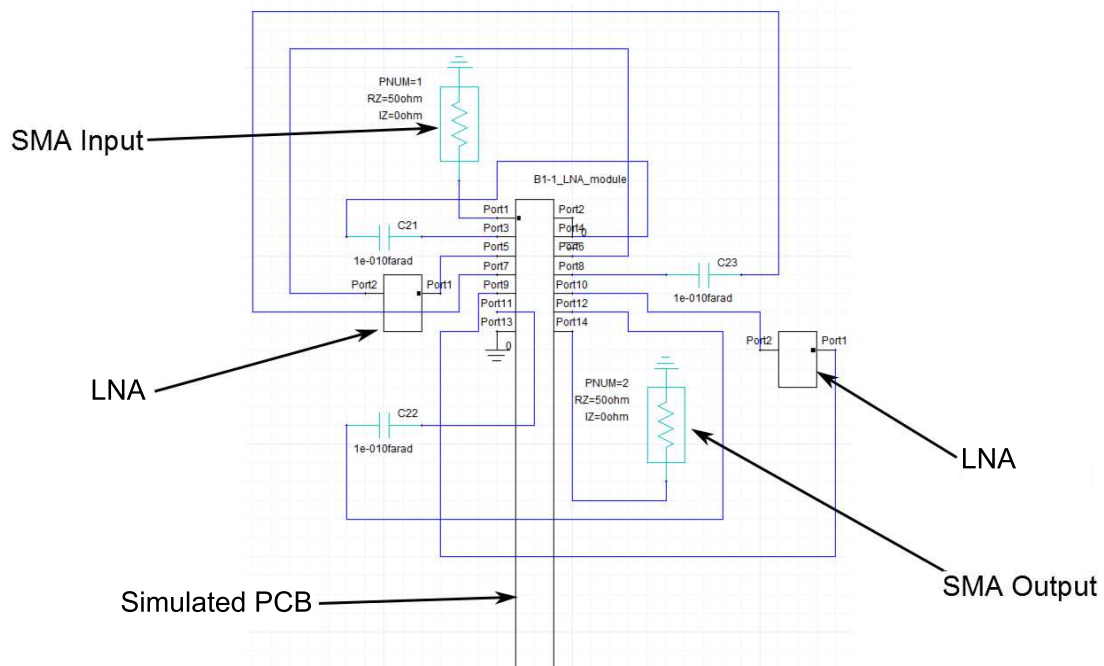 PNUM=1
RZ=50ohm
IZ=0ohm
SMA Input
B1-1_LNA_module
Port1
Port2
C21
Port3
Port4
0
1e-010farad
Port5
Port6
C23
Port7
Port8
1e-010farad
Port2
Port1
Port9
Port10
Port11
Port12
Port13
Port14
0
Port2
Port1
LNA
PNUM=2
RZ=50ohm
IZ=0ohm
C22
1e-010farad
LNA
SMA Output
Simulated PCB